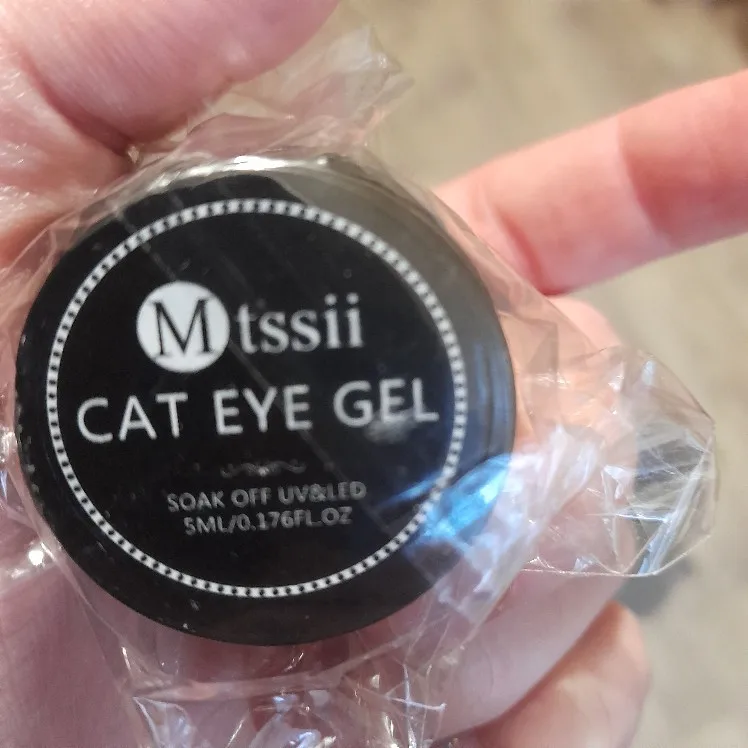 Mtssii
CAT EYE GEL
SOAK OFF UV&LED
5ML/0.176FL.OZ